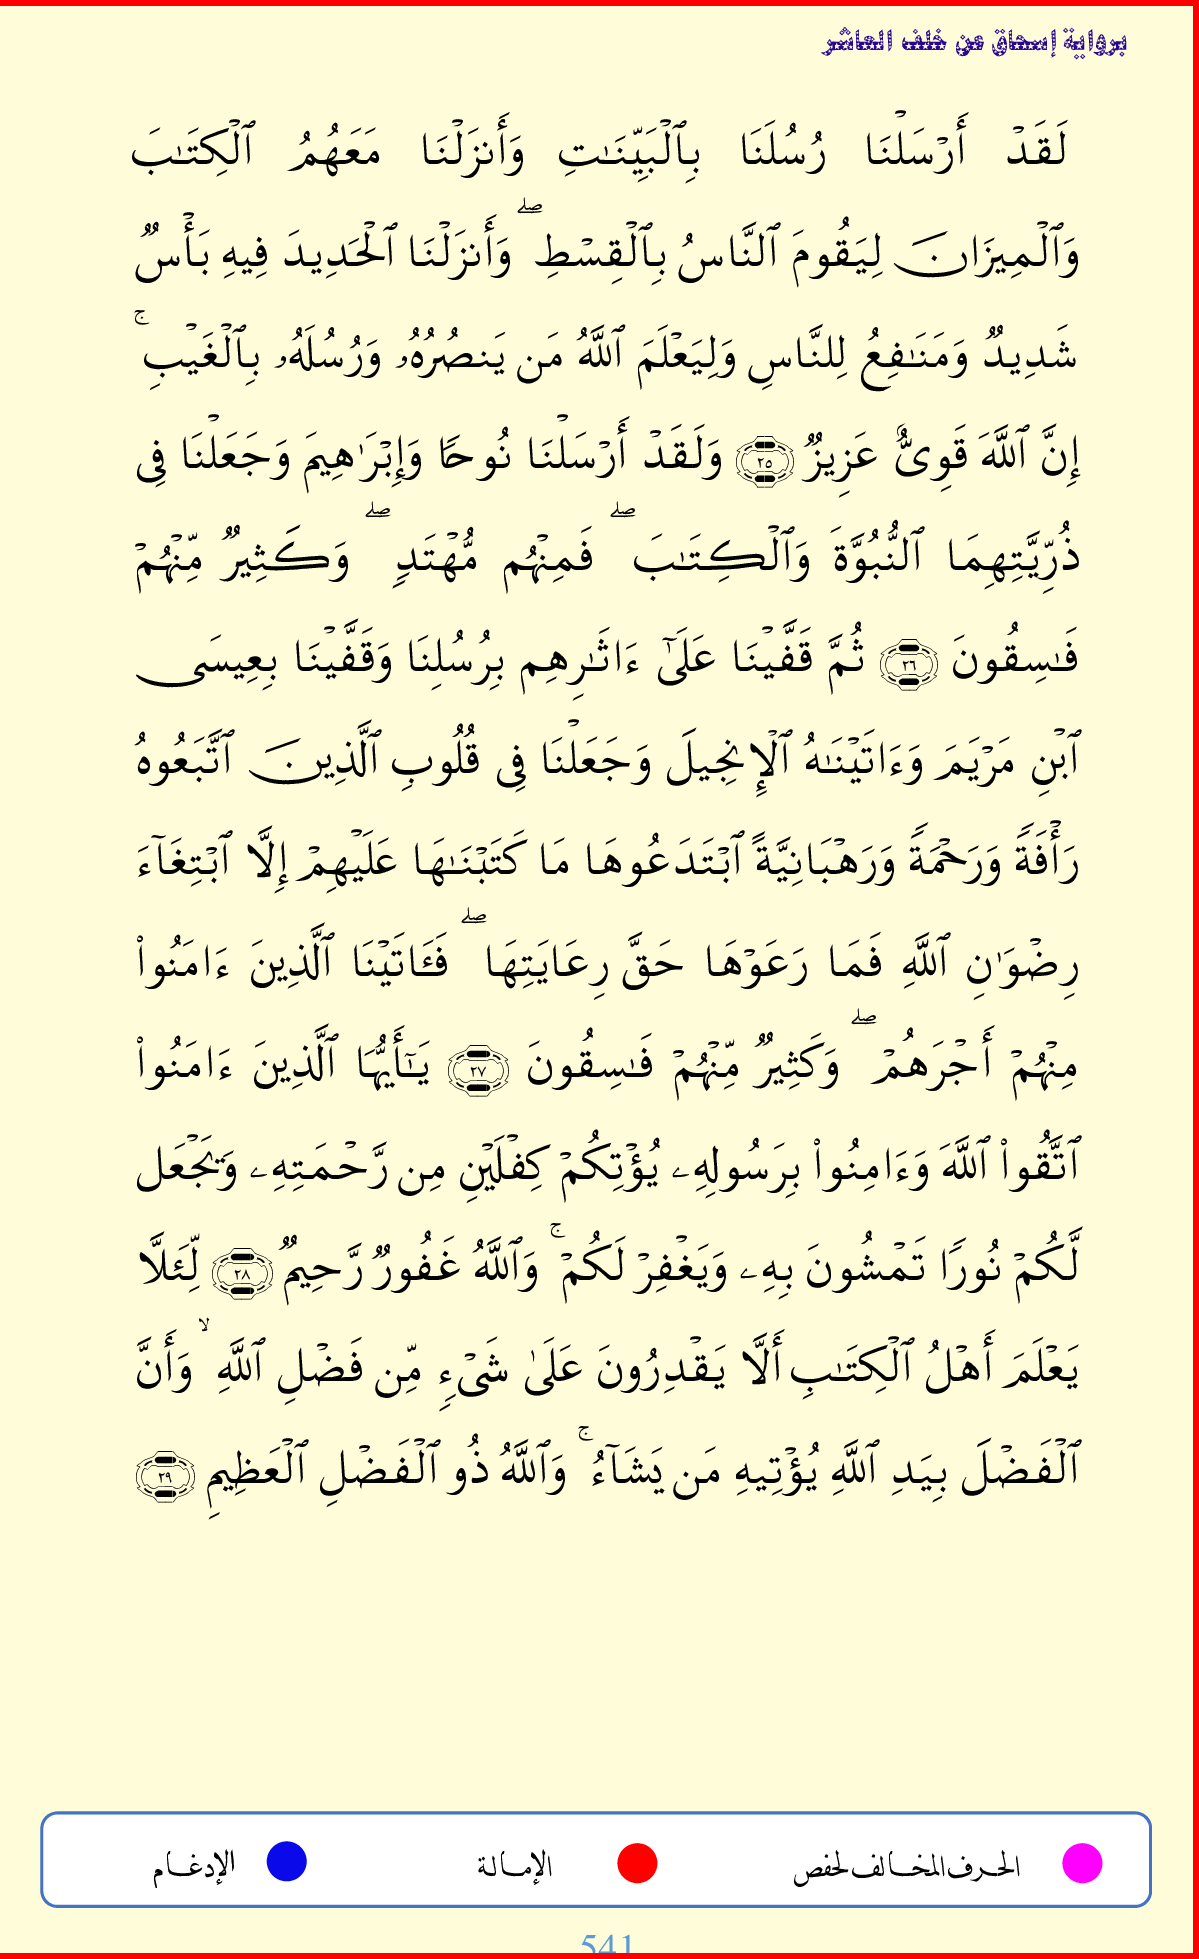 برواية إسحاق عن خلف العاشر
لَقَدۡ أَرۡسَلۡنَا رُسُلَنَا بِٱلۡبَيِّنَٰتِ وَأَنزَلۡنَا مَعَهُمُ ٱلۡكِتَٰبَ
وَٱلۡمِيزَانَ لِيَقُومَ ٱلنَّاسُ بِٱلۡقِسۡطِۖ وَأَنزَلۡنَا ٱلۡحَدِيدَ فِيهِ بَأۡسٞ
شَدِيدٞ وَمَنَٰفِعُ لِلنَّاسِ وَلِيَعۡلَمَ ٱللَّهُ مَن يَنصُرُهُۥ وَرُسُلَهُۥ بِٱلۡغَيۡبِۚ
إِنَّ ٱللَّهَ قَوِيٌّ عَزِيزٞ ٢٥ وَلَقَدۡ أَرۡسَلۡنَا نُوحٗا وَإِبۡرَٰهِيمَ وَجَعَلۡنَا فِي
ذُرِّيَّتِهِمَا ٱلنُّبُوَّةَ وَٱلۡكِتَٰبَۖ فَمِنۡهُم مُّهۡتَدٖۖ وَكَثِيرٞ مِّنۡهُمۡ
فَٰسِقُونَ ٢٦ ثُمَّ قَفَّيۡنَا عَلَىٰٓ ءَاثَٰرِهِم بِرُسُلِنَا وَقَفَّيۡنَا بِعِيسَى
ٱبۡنِ مَرۡيَمَ وَءَاتَيۡنَٰهُ ٱلۡإِنجِيلَ وَجَعَلۡنَا فِي قُلُوبِ ٱلَّذِينَ ٱتَّبَعُوهُ
رَأۡفَةٗ وَرَحۡمَةٗ وَرَهۡبَانِيَّةً ٱبۡتَدَعُوهَا مَا كَتَبۡنَٰهَا عَلَيۡهِمۡ إِلَّا ٱبۡتِغَآءَ
رِضۡوَٰنِ ٱللَّهِ فَمَا رَعَوۡهَا حَقَّ رِعَايَتِهَاۖ فَـَٔاتَيۡنَا ٱلَّذِينَ ءَامَنُواْ
مِنۡهُمۡ أَجۡرَهُمۡۖ وَكَثِيرٞ مِّنۡهُمۡ فَٰسِقُونَ ٢٧ يَٰٓأَيُّهَا ٱلَّذِينَ ءَامَنُواْ
ٱتَّقُواْ ٱللَّهَ وَءَامِنُواْ بِرَسُولِهِۦ يُؤۡتِكُمۡ كِفۡلَيۡنِ مِن رَّحۡمَتِهِۦ وَيَجۡعَل
لَّكُمۡ نُورٗا تَمۡشُونَ بِهِۦ وَيَغۡفِرۡ لَكُمۡۚ وَٱللَّهُ غَفُورٞ رَّحِيمٞ ٢٨ لِّئَلَّا
يَعۡلَمَ أَهۡلُ ٱلۡكِتَٰبِ أَلَّا يَقۡدِرُونَ عَلَىٰ شَيۡءٖ مِّن فَضۡلِ ٱللَّهِۙ وَأَنَّ
ٱلۡفَضۡلَ بِيَدِ ٱللَّهِ يُؤۡتِيهِ مَن يَشَآءُۚ وَٱللَّهُ ذُو ٱلۡفَضۡلِ ٱلۡعَظِيمِ ٢٩
الحرف المخالف لحفص الإمالة الإدغام
541